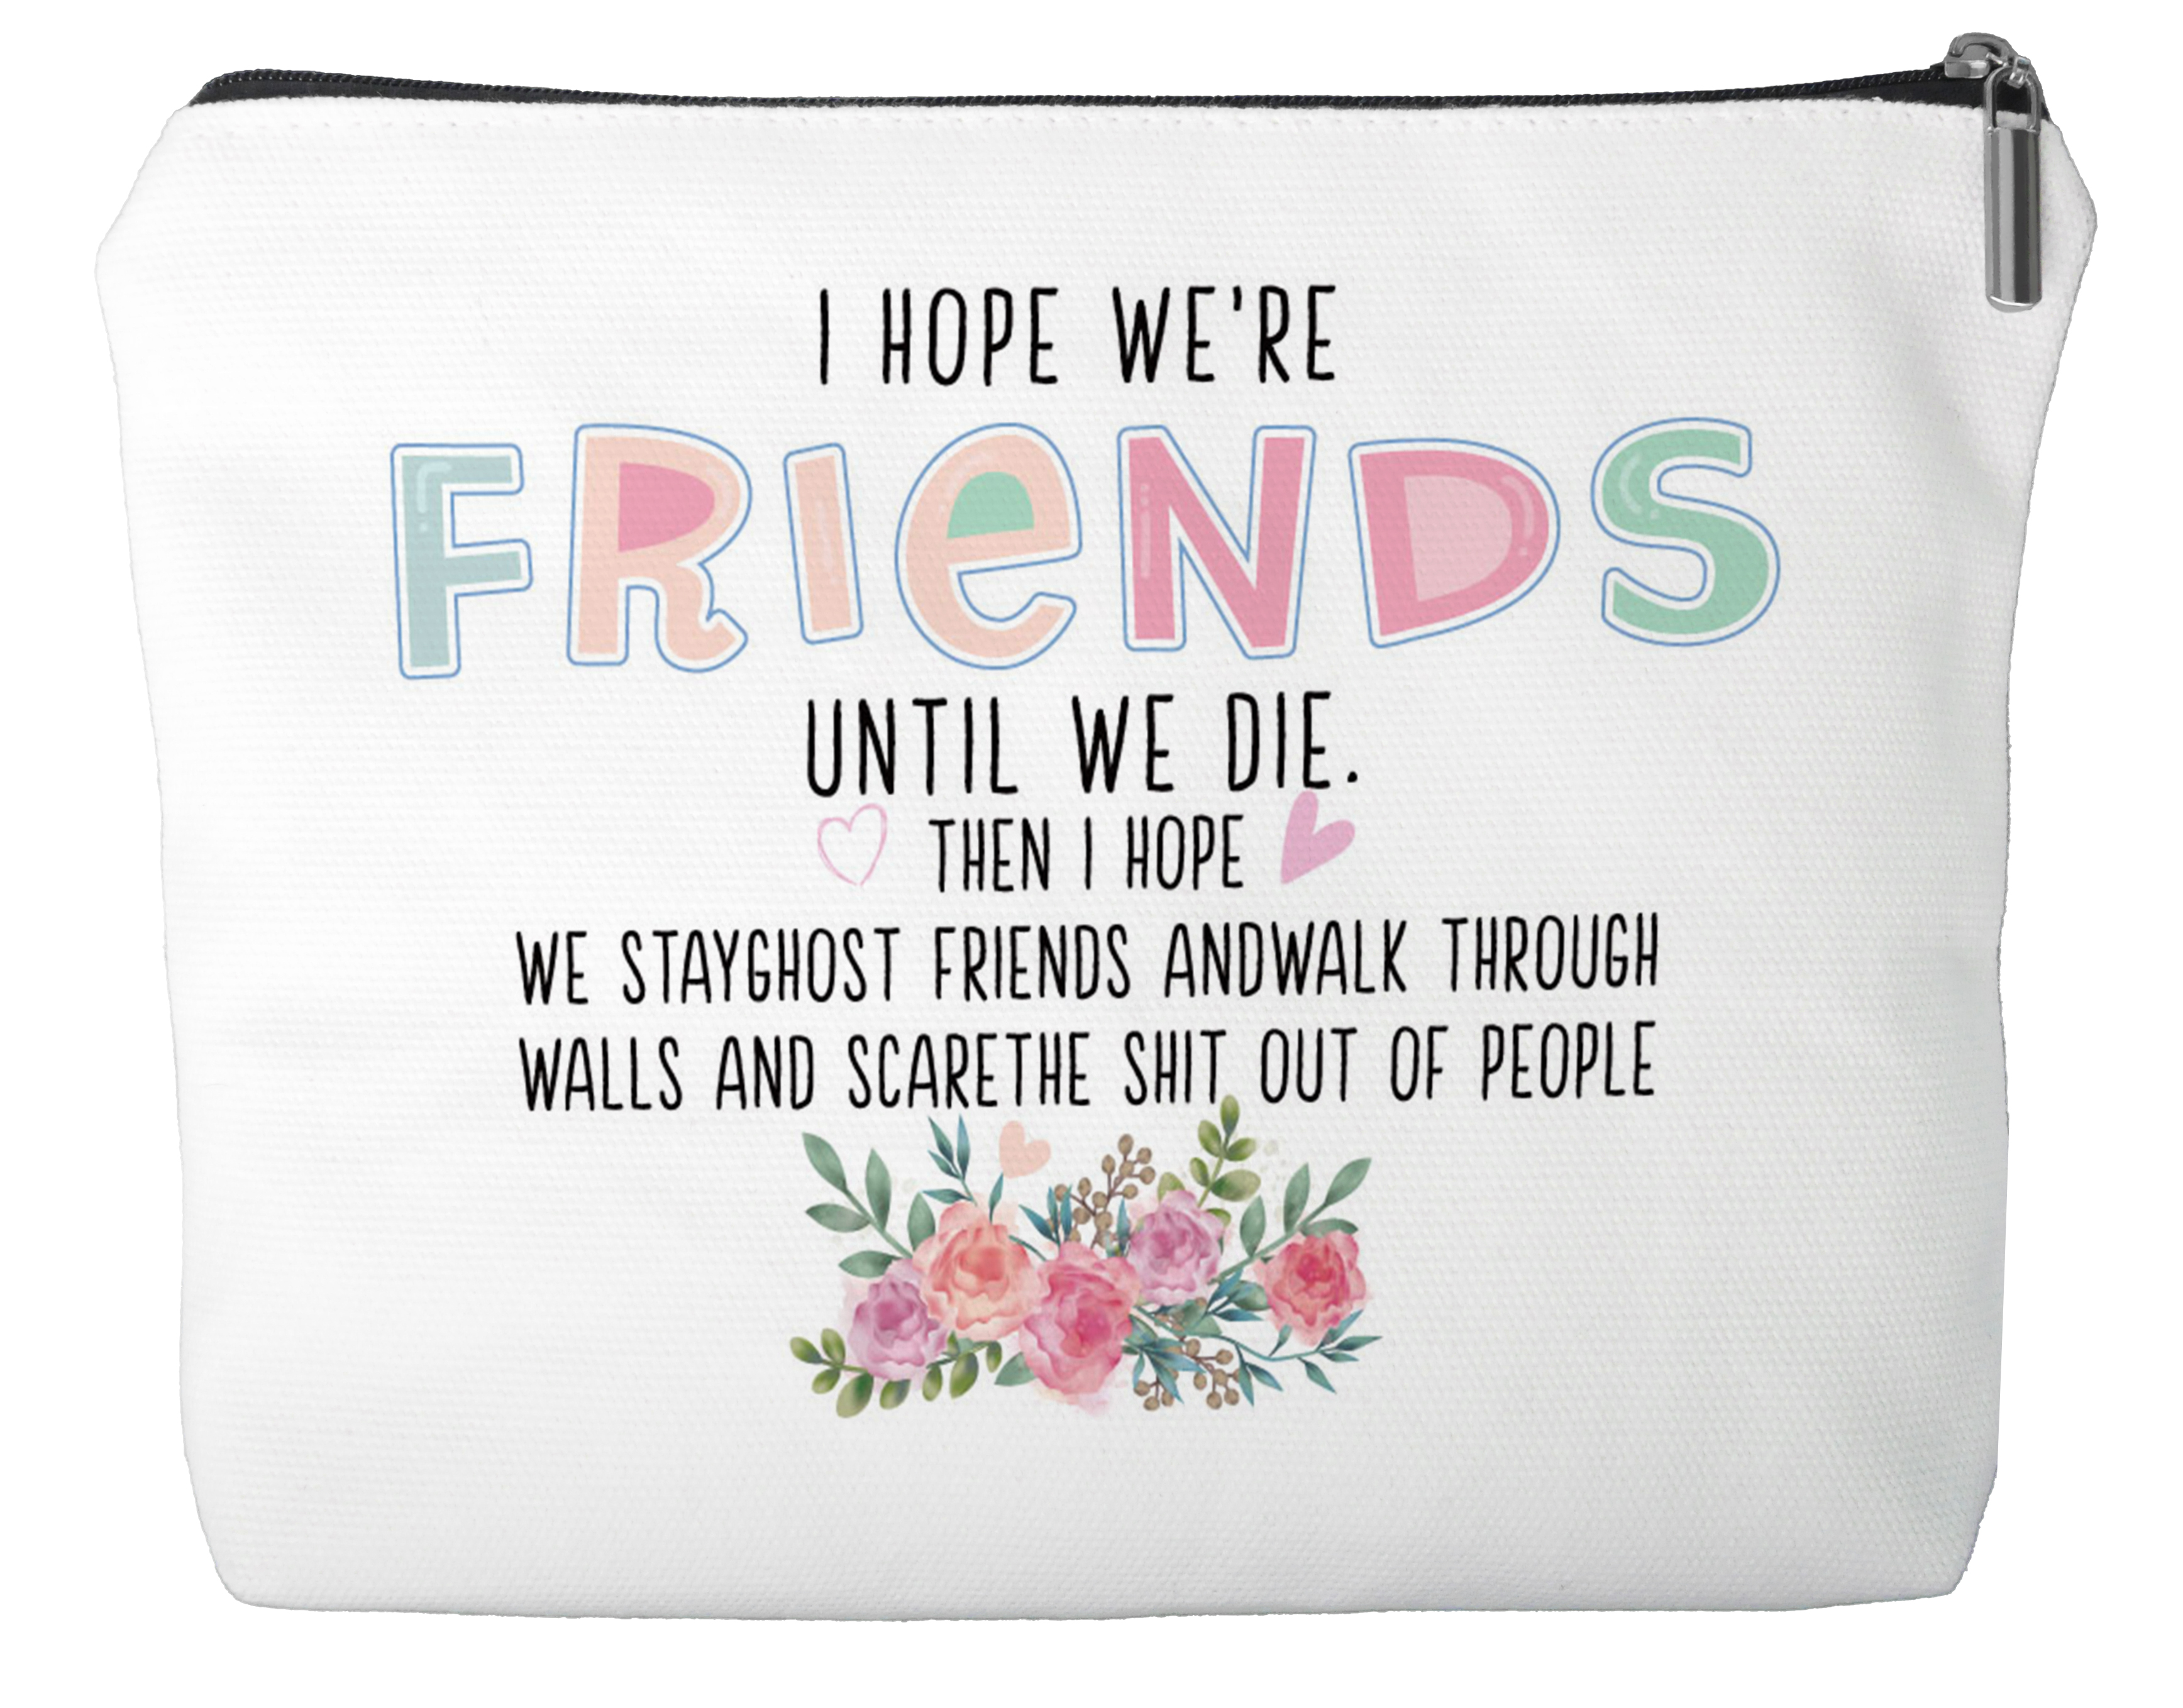 I HOPE WE'RE
FRIeNDS
UNTIL WE DIE.
THEN I HOPE
WE STAYGHOST FRIENDS ANDWALK THROUGH
WALLS AND SCARETHE SHIT OUT OF PEOPLE